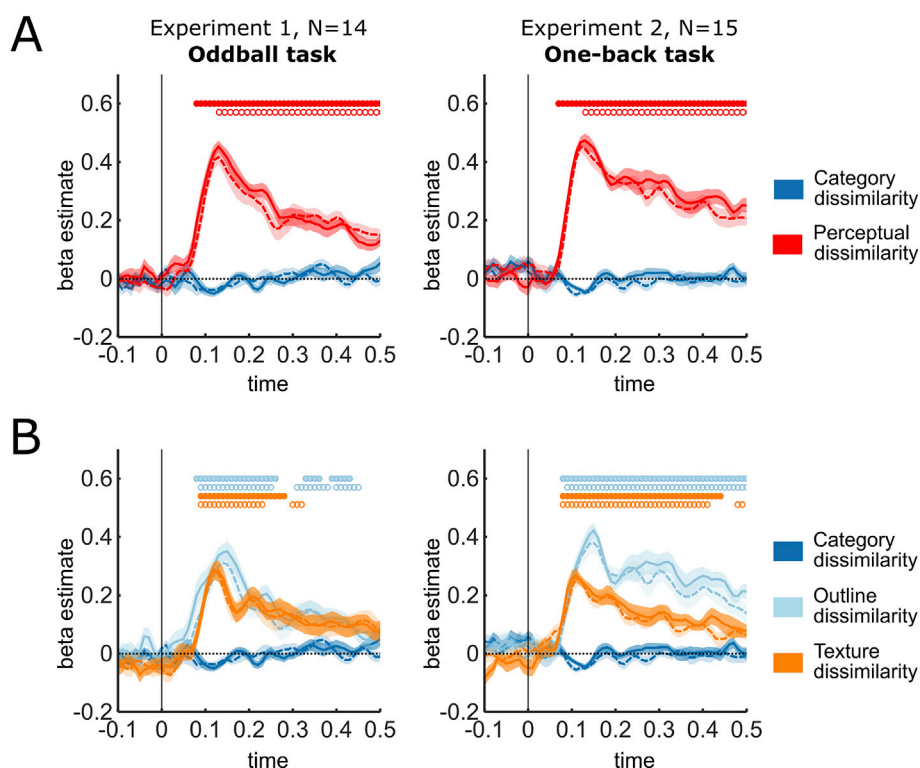 A
Experiment 1, N=14
Oddball task
Experiment 2, N=15
One-back task
beta estimate
0.6
0.4
0.2
0
-0.2
-0.1 0 0.1 0.2 0.3 0.4 0.5
time
beta estimate
0.6
0.4
0.2
0
-0.2
-0.1 0 0.1 0.2 0.3 0.4 0.5
time
Category
dissimilarity
Perceptual
dissimilarity
B
beta estimate
0.6
0.4
0.2
0
-0.2
-0.1 0 0.1 0.2 0.3 0.4 0.5
time
beta estimate
0.6
0.4
0.2
0
-0.2
-0.1 0 0.1 0.2 0.3 0.4 0.5
time
Category
dissimilarity
Outline
dissimilarity
Texture
dissimilarity